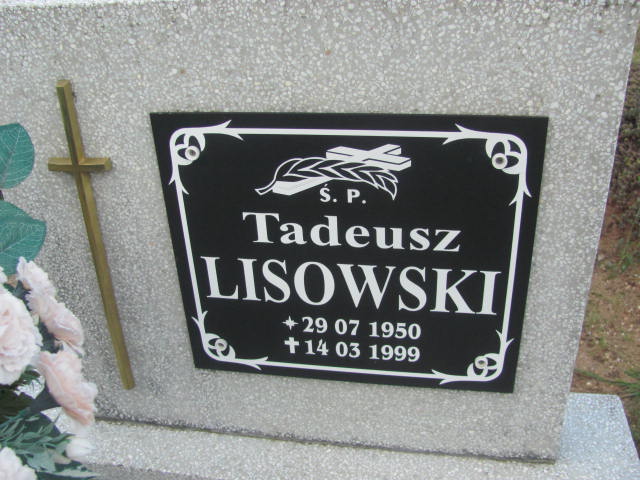 Ś. P.
Tadeusz
LISOWSKI
29 07 1950
14 03 1999